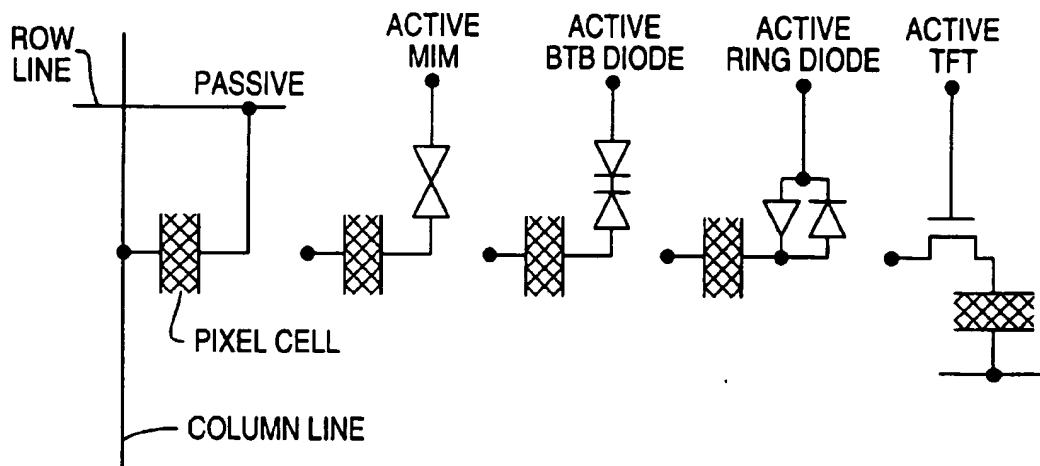 ROW
LINE
PASSIVE
ACTIVE
MIM
ACTIVE
BTB DIODE
ACTIVE
RING DIODE
ACTIVE
TFT
PIXEL CELL
COLUMN LINE